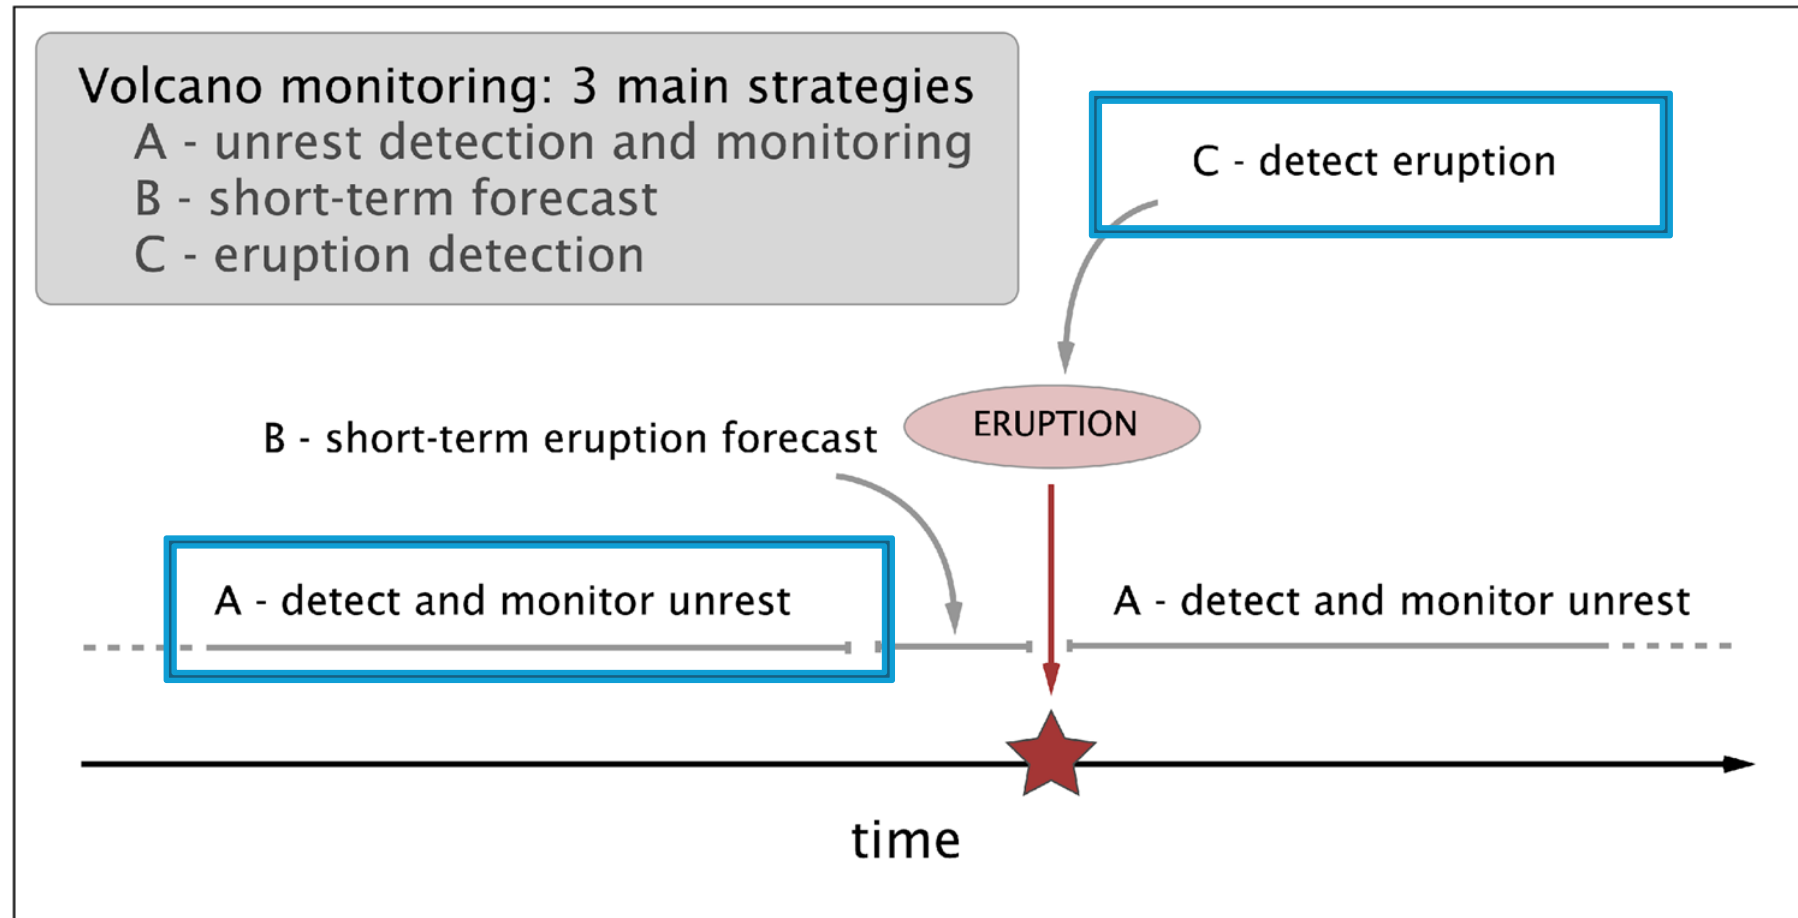 Volcano monitoring: 3 main strategies
A - unrest detection and monitoring
B - short-term forecast
C - eruption detection
C - detect eruption
B - short-term eruption forecast
ERUPTION
A - detect and monitor unrest
A - detect and monitor unrest
time